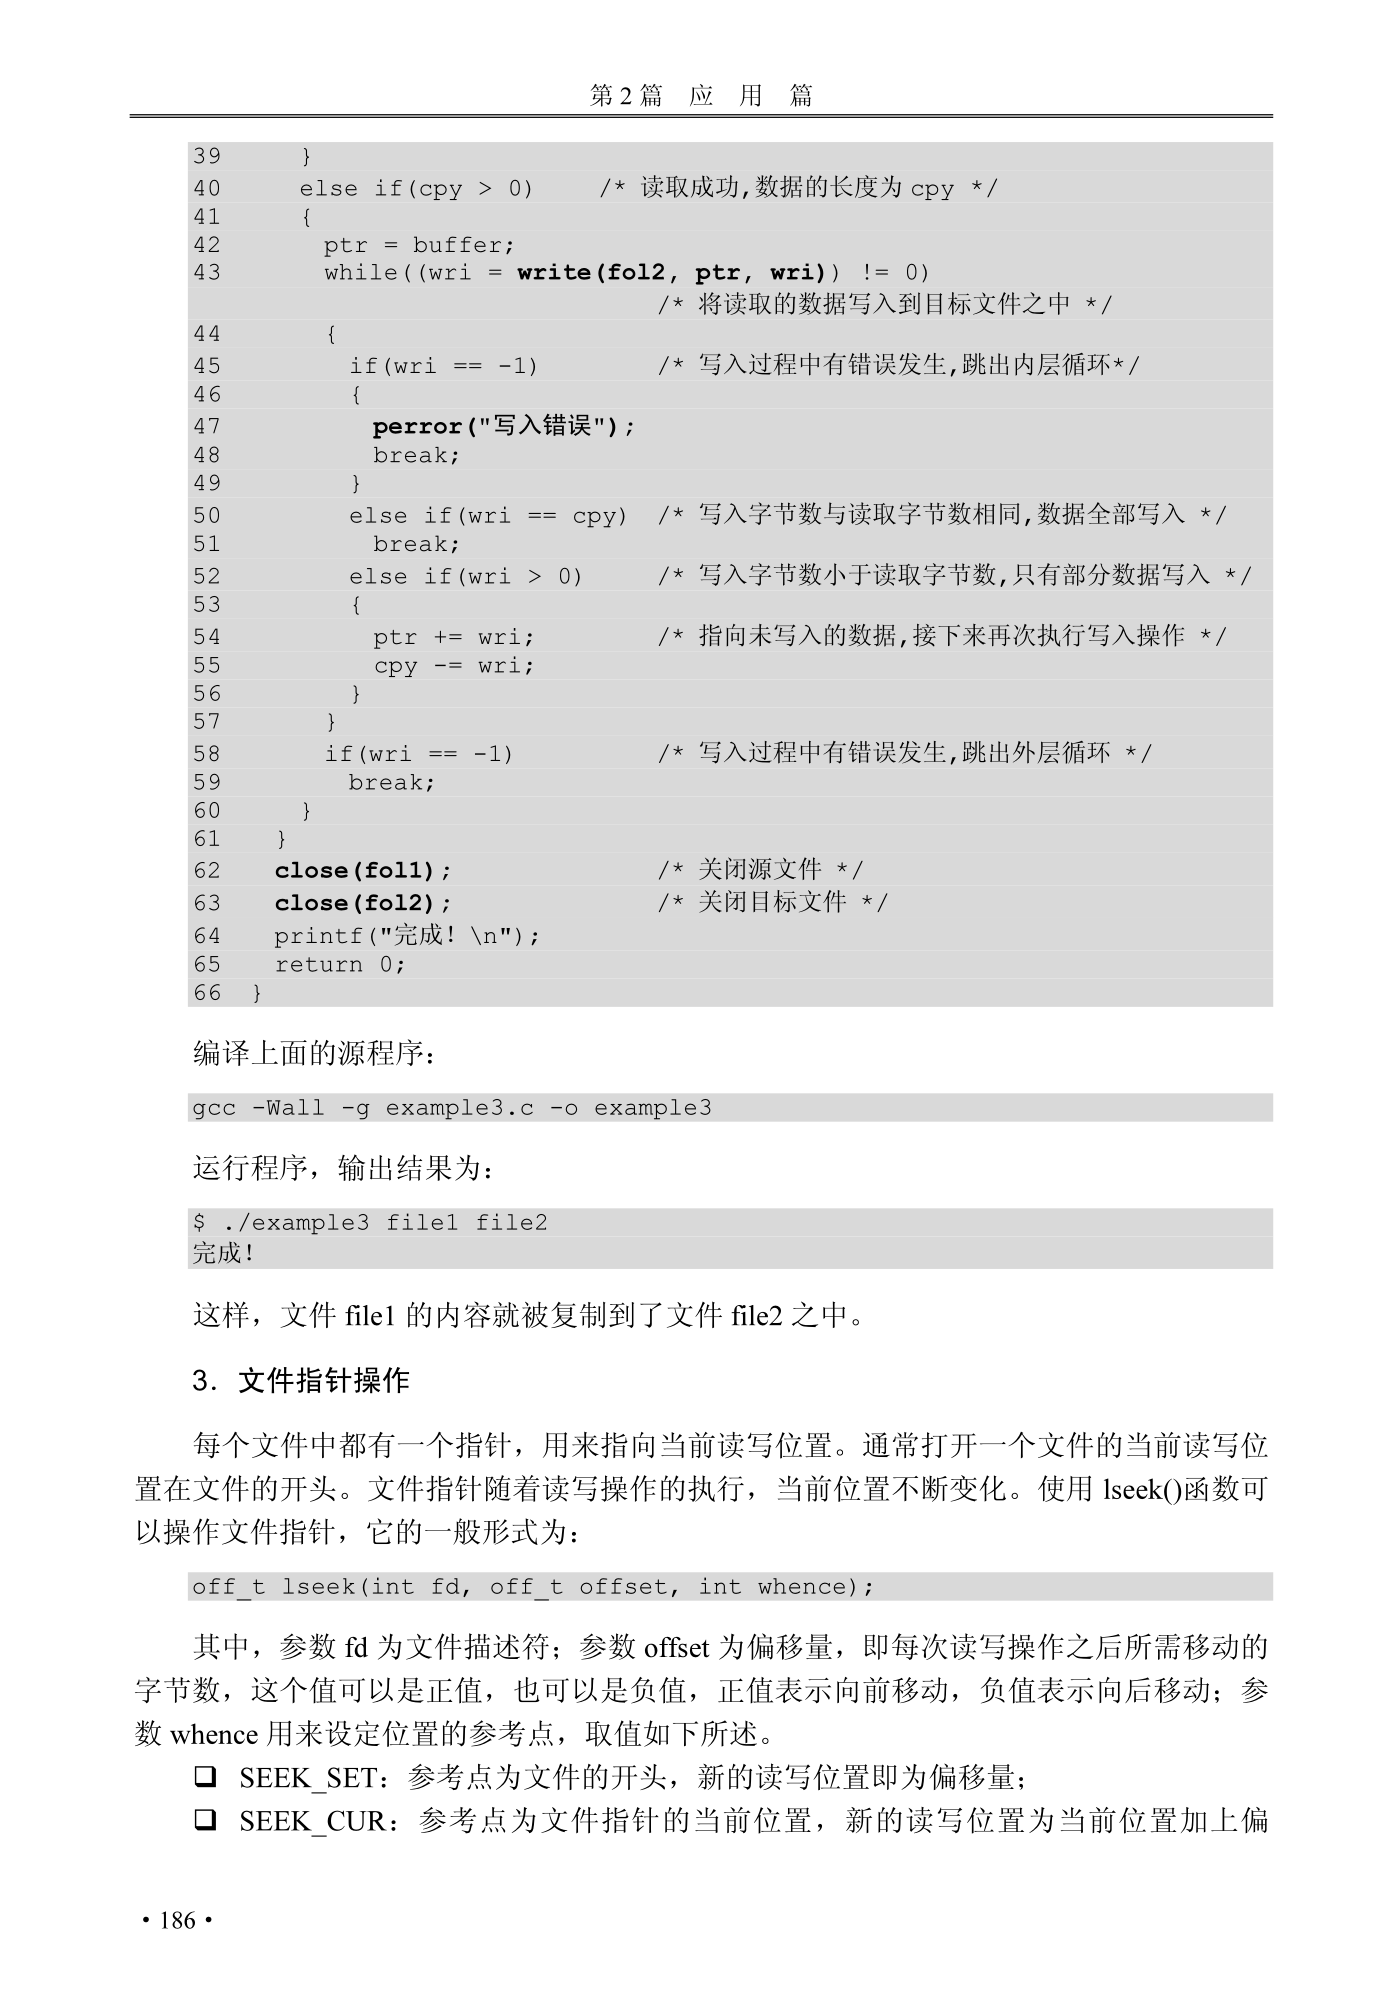 第 2 篇 应 用 篇
39 }
40 else if(cpy > 0) /* 读取成功,数据的长度为 cpy */
41 {
42 ptr = buffer;
43 while((wri = write(fol2, ptr, wri)) != 0)
/* 将读取的数据写入到目标文件之中 */
44 {
45 if(wri == -1) /* 写入过程中有错误发生,跳出内层循环*/
46 {
47 perror("写入错误");
48 break;
49 }
50 else if(wri == cpy) /* 写入字节数与读取字节数相同,数据全部写入 */
51 break;
52 else if(wri > 0) /* 写入字节数小于读取字节数,只有部分数据写入 */
53 {
54 ptr += wri; /* 指向未写入的数据,接下来再次执行写入操作 */
55 cpy -= wri;
56 }
57 }
58 if(wri == -1) /* 写入过程中有错误发生,跳出外层循环 */
59 break;
60 }
61 }
62 close(fol1); /* 关闭源文件 */
63 close(fol2); /* 关闭目标文件 */
64 printf("完成！\n");
65 return 0;
66 }
编译上面的源程序：
gcc -Wall -g example3.c -o example3
运行程序，输出结果为：
$ ./example3 file1 file2
完成！
这样，文件 file1 的内容就被复制到了文件 file2 之中。
3．文件指针操作
每个文件中都有一个指针，用来指向当前读写位置。通常打开一个文件的当前读写位
置在文件的开头。文件指针随着读写操作的执行，当前位置不断变化。使用 lseek()函数可
以操作文件指针，它的一般形式为：
off_t lseek(int fd, off_t offset, int whence);
其中，参数 fd 为文件描述符；参数 offset 为偏移量，即每次读写操作之后所需移动的
字节数，这个值可以是正值，也可以是负值，正值表示向前移动，负值表示向后移动；参
数 whence 用来设定位置的参考点，取值如下所述。
❑ SEEK_SET：参考点为文件的开头，新的读写位置即为偏移量；
❑ SEEK_CUR：参考点为文件指针的当前位置，新的读写位置为当前位置加上偏
· 186 ·